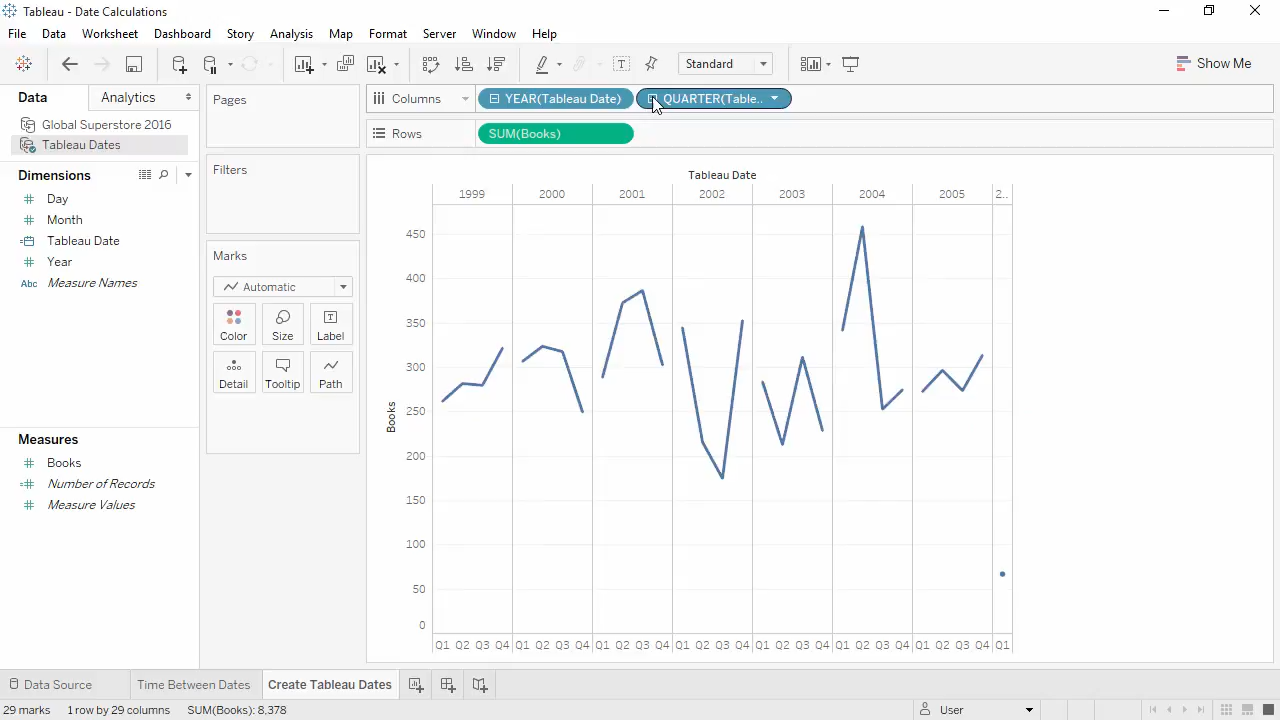 Tableau - Date Calculations
File Data Worksheet Dashboard Story Analysis Map Format Server Window Help
Standard
Show Me
Data Analytics
Global Superstore 2016
Tableau Dates
Dimensions
Day
Month
Tableau Date
Year
Abc Measure Names
Measures
Books
Number of Records
Measure Values
Pages
Filters
Marks
Automatic
Color Size Label
Detail Tooltip Path
Columns YEAR(Tableau Date) QUARTER(Table..
Rows SUM(Books)
Tableau Date
1999 2000 2001 2002 2003 2004 2005 2..
450
400
350
300
250
200
150
100
50
0
Books
Q1 Q2 Q3 Q4 Q1 Q2 Q3 Q4 Q1 Q2 Q3 Q4 Q1 Q2 Q3 Q4 Q1 Q2 Q3 Q4 Q1 Q2 Q3 Q4 Q1 Q2 Q3 Q4 Q1
Data Source Time Between Dates Create Tableau Dates
29 marks 1 row by 29 columns SUM(Books): 8,378 User